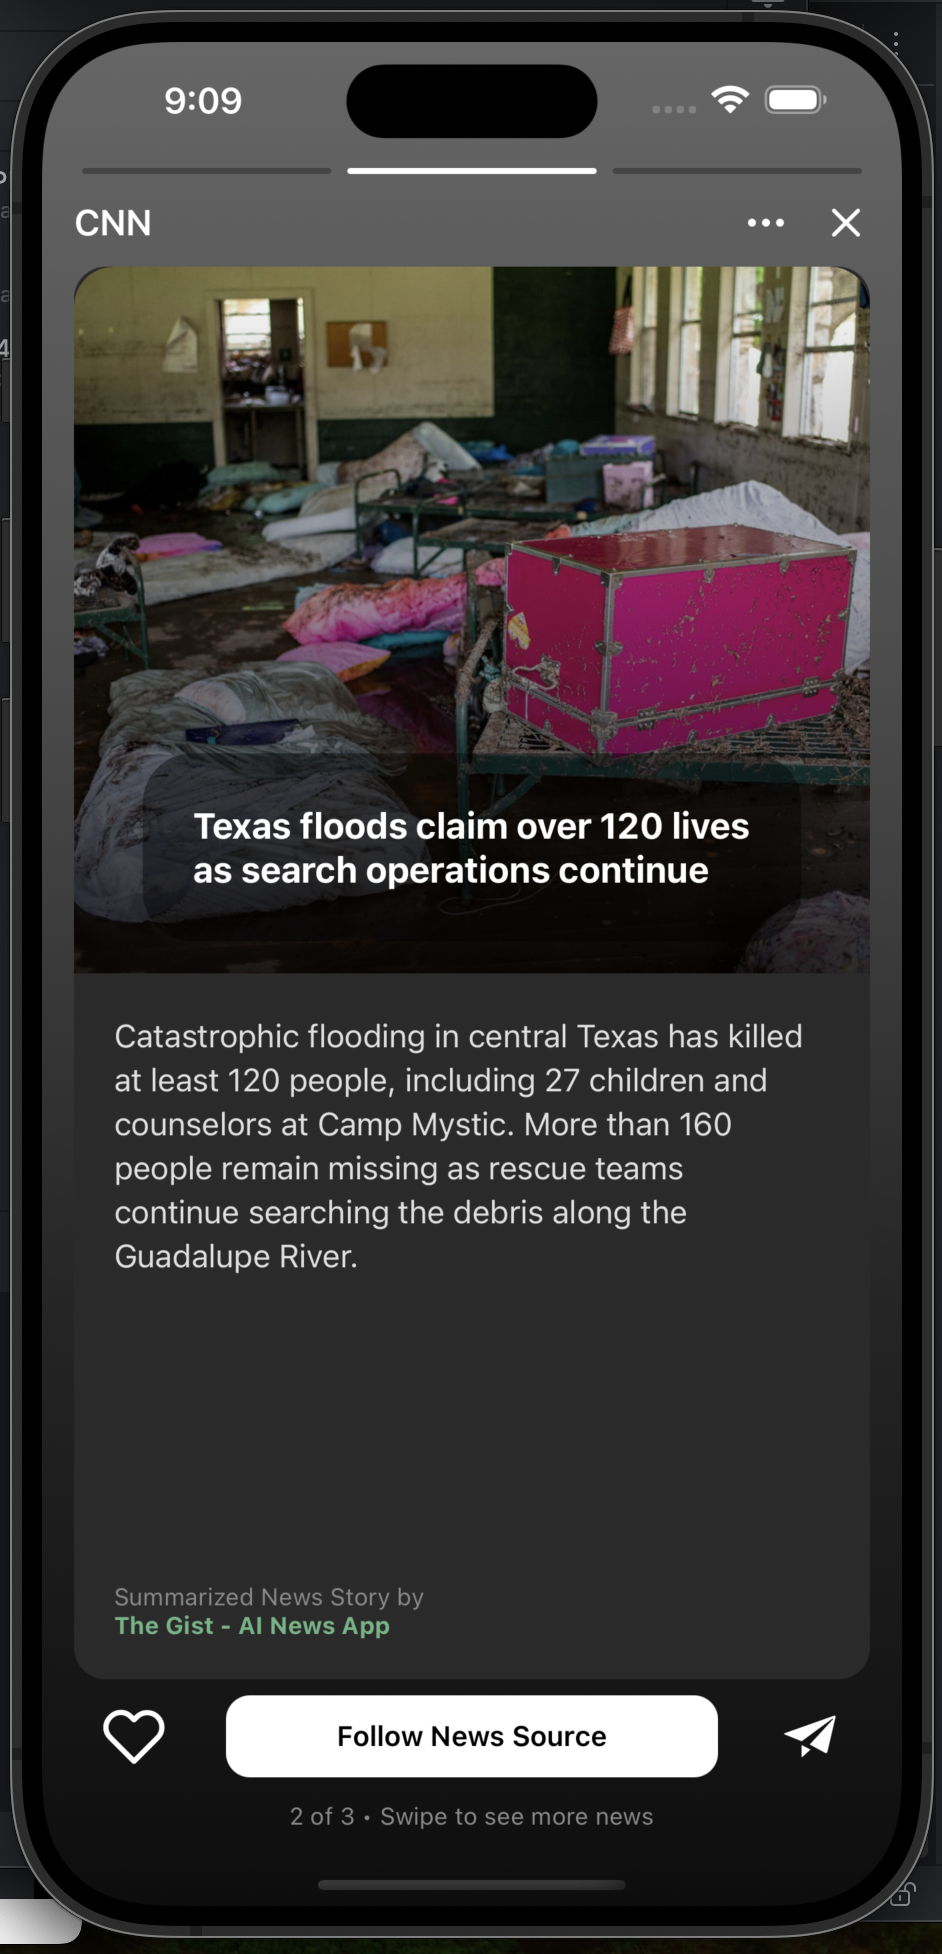 9:09
CNN
Texas floods claim over 120 lives
as search operations continue
Catastrophic flooding in central Texas has killed
at least 120 people, including 27 children and
counselors at Camp Mystic. More than 160
people remain missing as rescue teams
continue searching the debris along the
Guadalupe River.
Summarized News Story by
The Gist - AI News App
Follow News Source
2 of 3 • Swipe to see more news